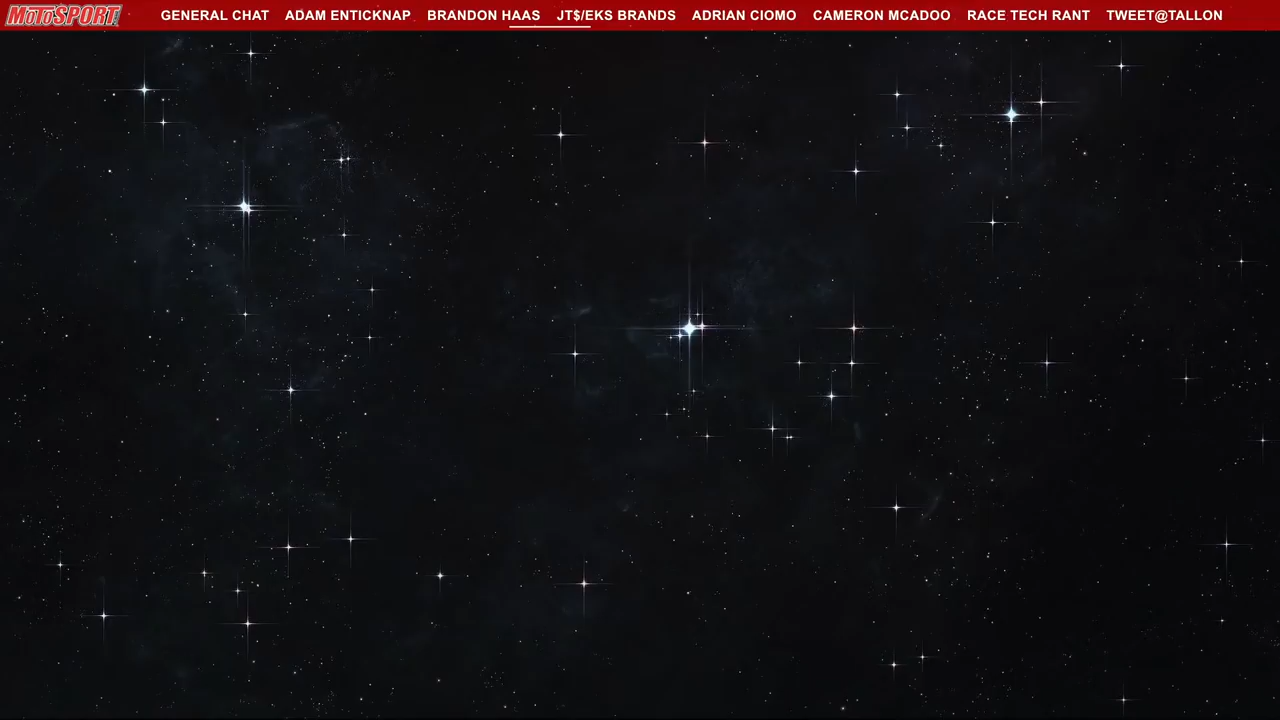 MOTOSPORT GENERAL CHAT ADAM ENTICKNAP BRANDON HAAS JT$/EKS BRANDS ADRIAN CIOMO CAMERON MCADOO RACE TECH RANT TWEET@TALLON